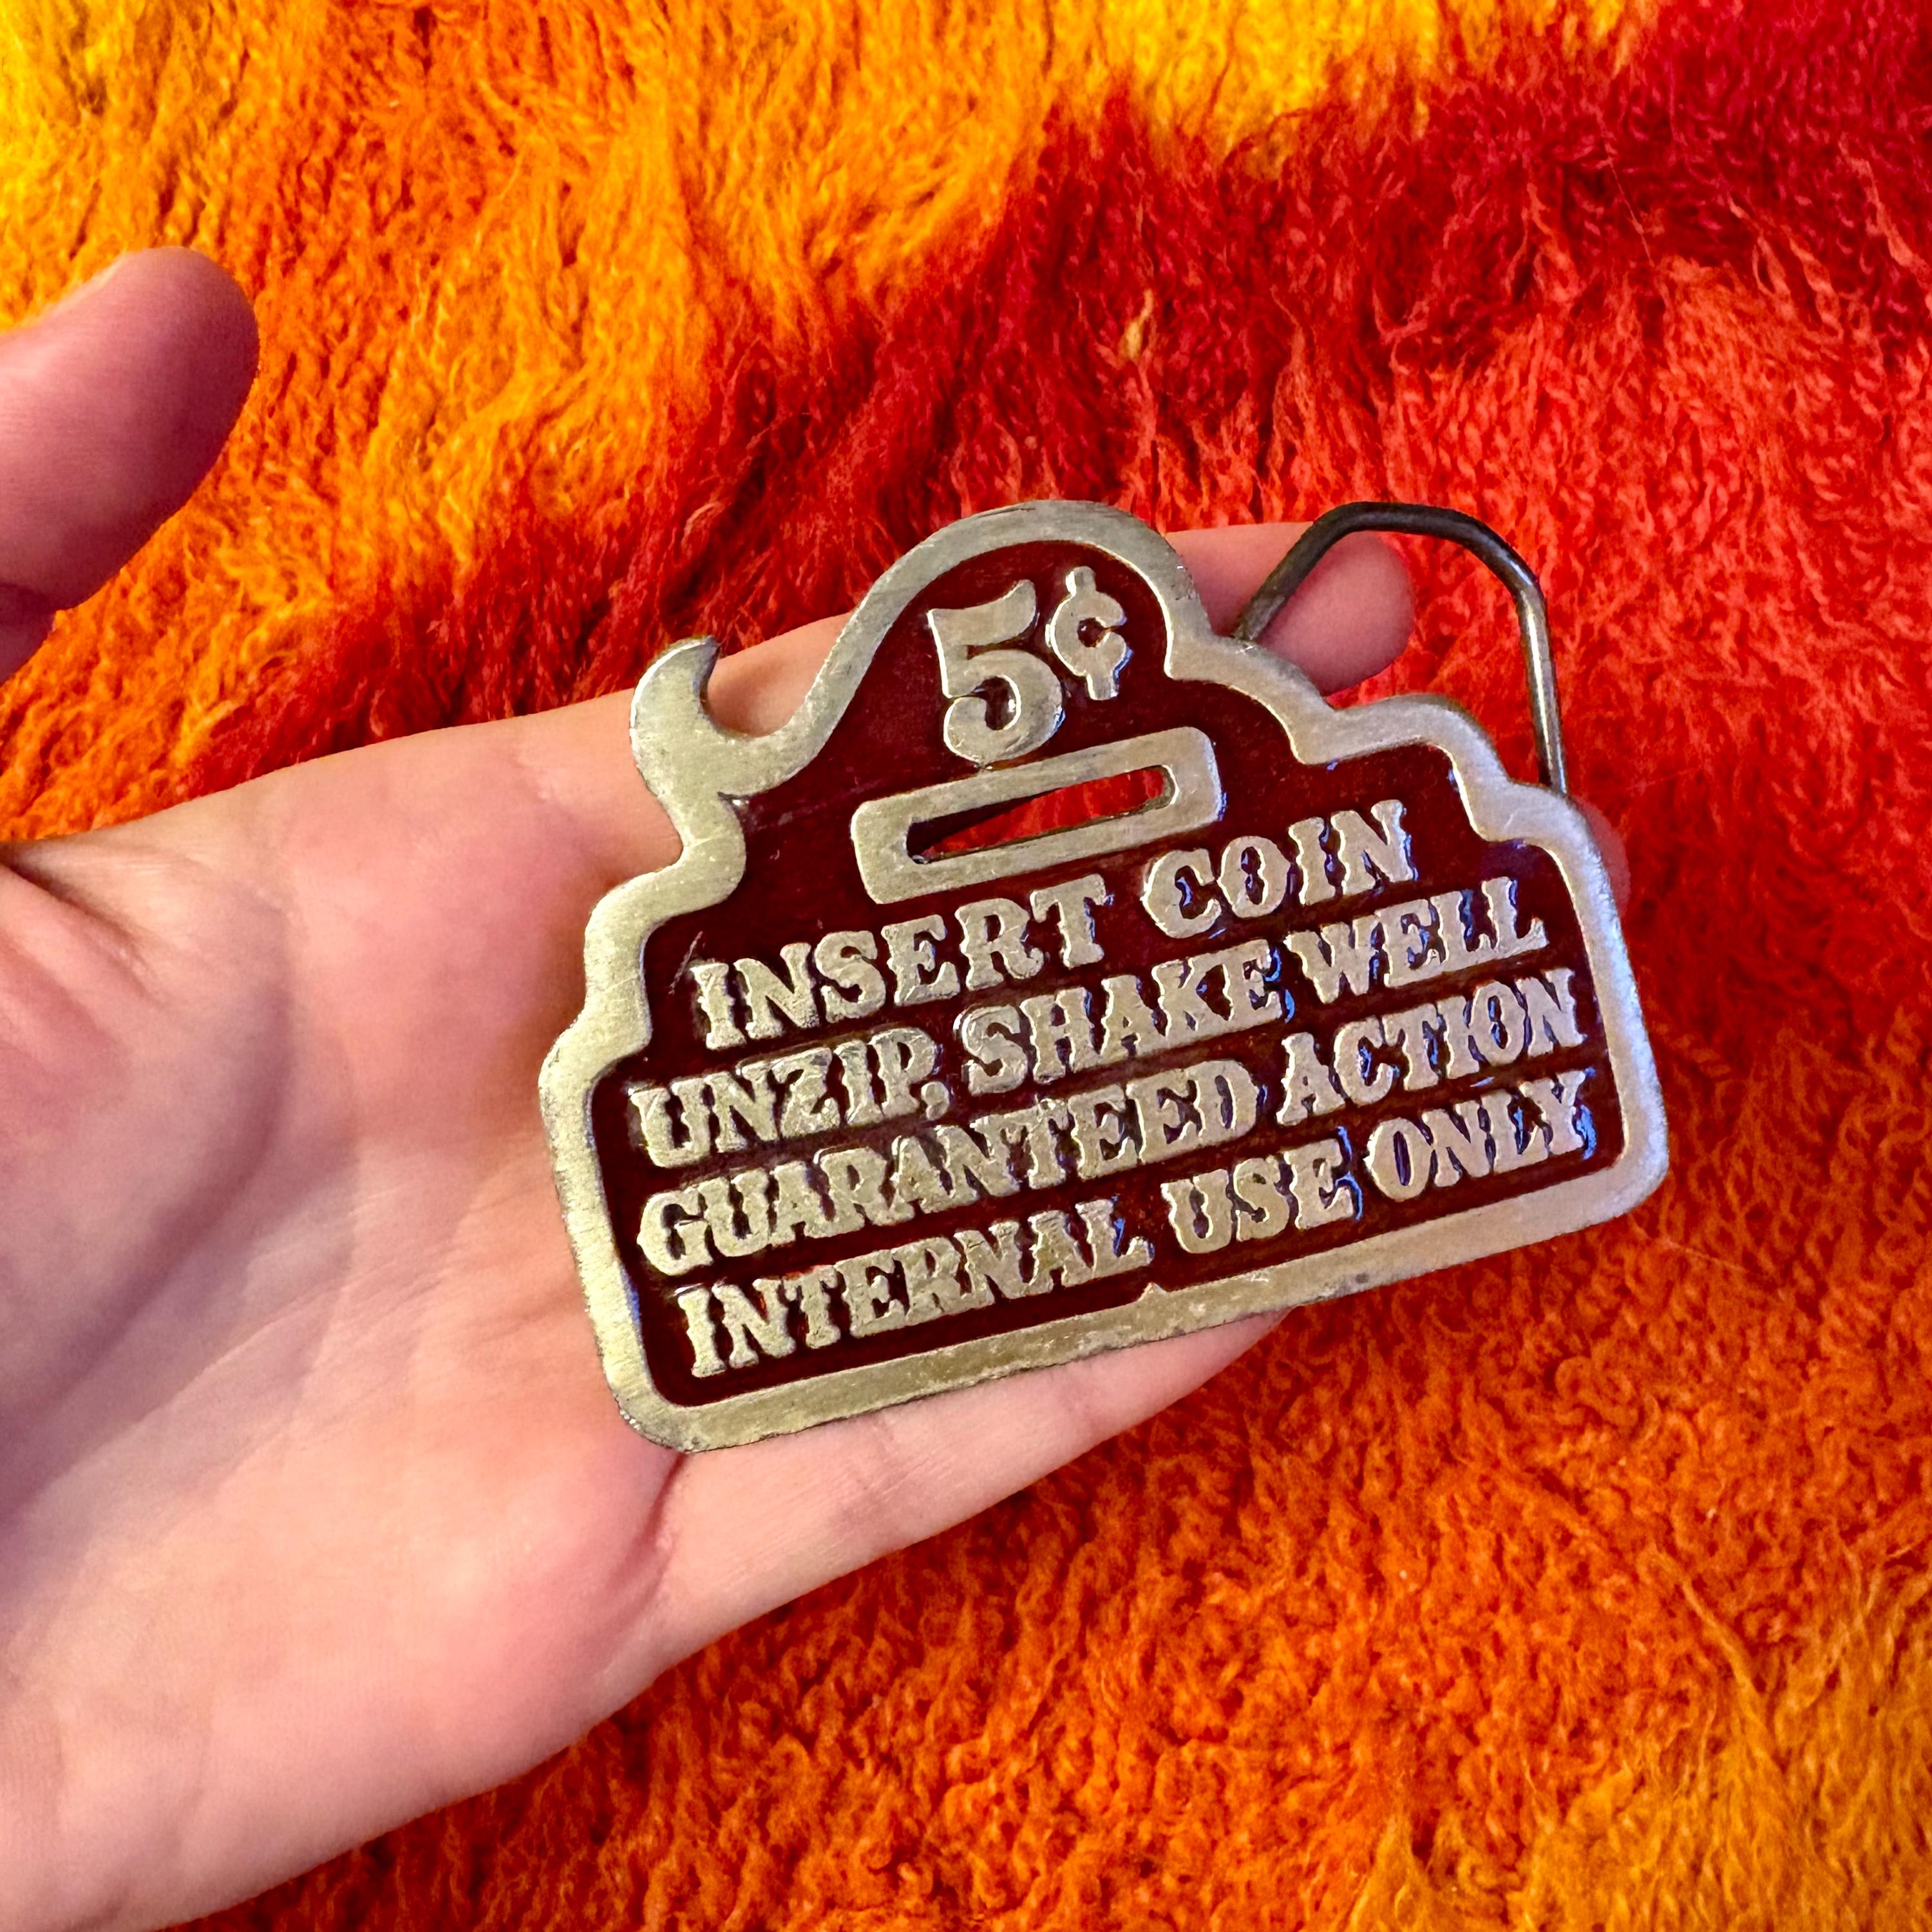 5¢
INSERT COIN
UNZIP, SHAKE WELL
GUARANTEED ACTION
INTERNAL USE ONLY